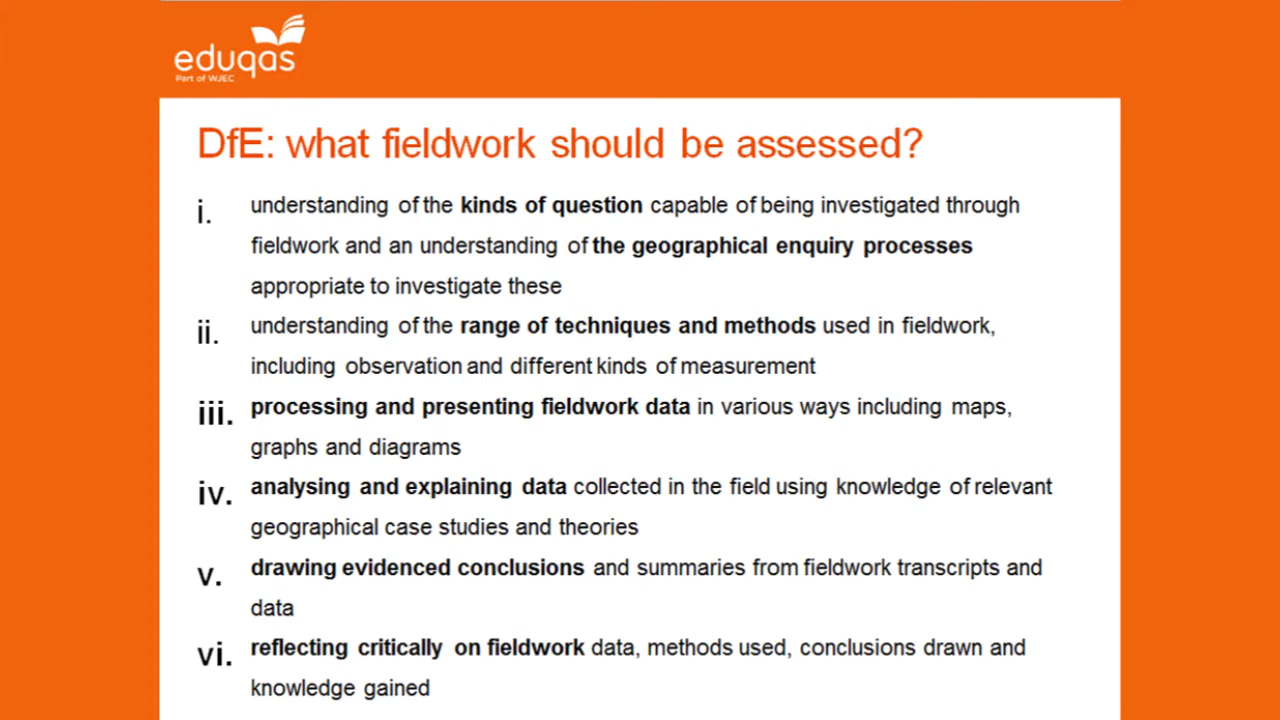 eduqas
Part of WJEC
DfE: what fieldwork should be assessed?
i. understanding of the kinds of question capable of being investigated through
fieldwork and an understanding of the geographical enquiry processes
appropriate to investigate these
ii. understanding of the range of techniques and methods used in fieldwork,
including observation and different kinds of measurement
iii. processing and presenting fieldwork data in various ways including maps,
graphs and diagrams
iv. analysing and explaining data collected in the field using knowledge of relevant
geographical case studies and theories
v. drawing evidenced conclusions and summaries from fieldwork transcripts and
data
vi. reflecting critically on fieldwork data, methods used, conclusions drawn and
knowledge gained